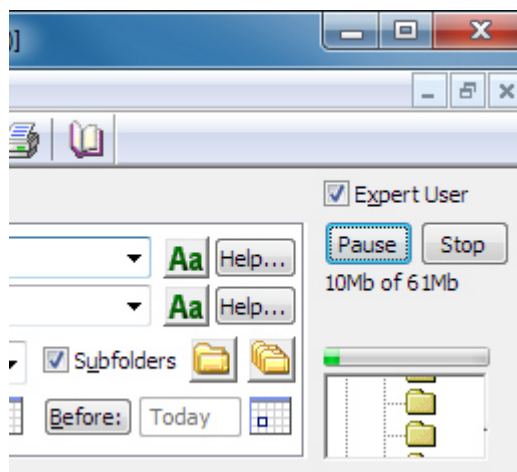 )]
Expert User
Pause Stop
10Mb of 61Mb
Aa Help...
Aa Help...
Subfolders
Before: Today